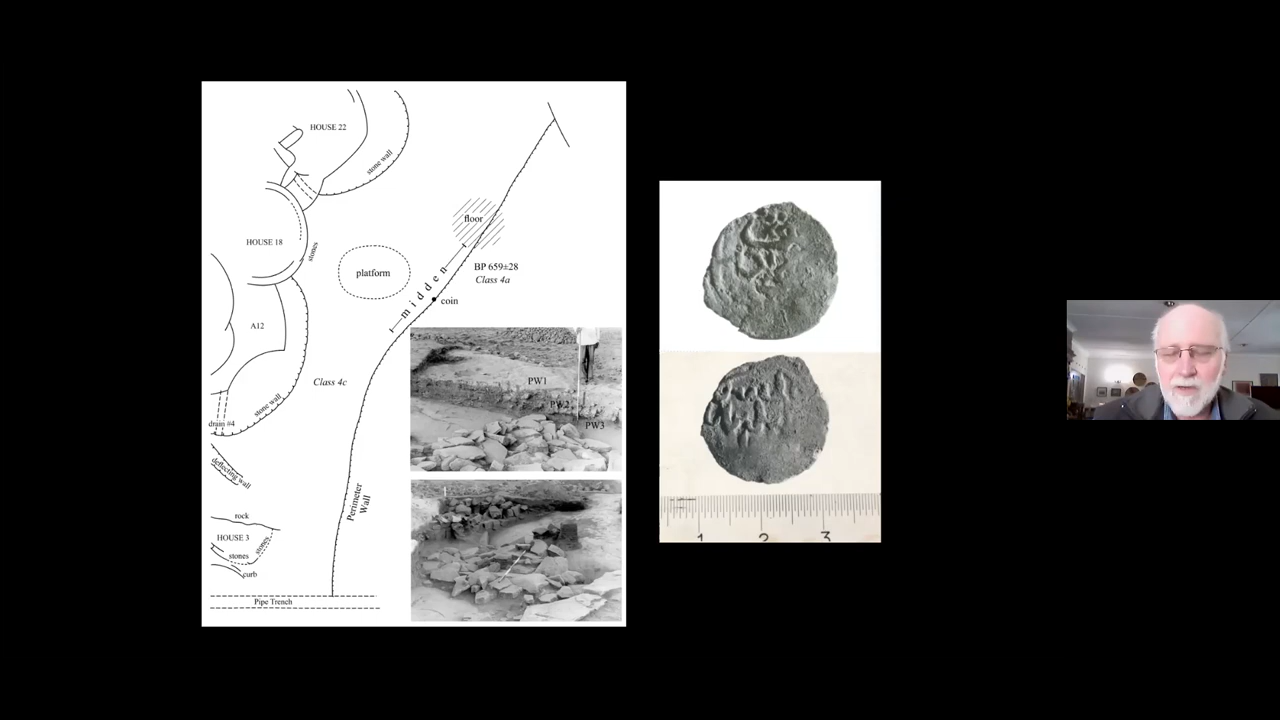 HOUSE 22
stone wall
floor
HOUSE 18
stones
platform
midden
BP 659±28
Class 4a
coin
A12
Class 4c
stone wall
drain #4
deflecting wall
Perimeter
Wall
rock
HOUSE 3
stones
stones
curb
Pipe Trench
PW1
PW2
PW3
1 2 3